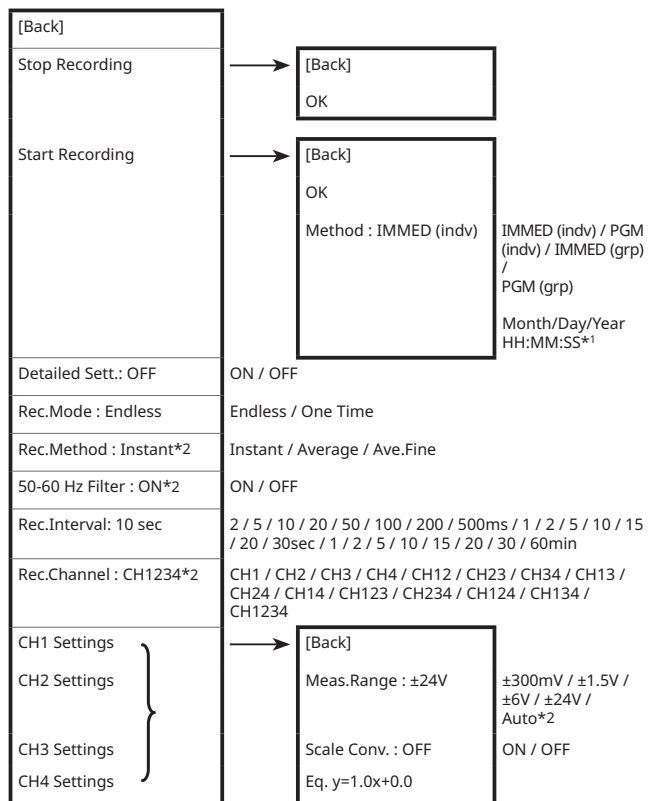 [Back]
Stop Recording
[Back]
OK
Start Recording
[Back]
OK
Method : IMMED (indv)
IMMED (indv) / PGM
(indv) / IMMED (grp)
/
PGM (grp)
Month/Day/Year
HH:MM:SS*1
Detailed Sett.: OFF
ON / OFF
Rec.Mode : Endless
Endless / One Time
Rec.Method : Instant*2
Instant / Average / Ave.Fine
50-60 Hz Filter : ON*2
ON / OFF
Rec.Interval: 10 sec
2 / 5 / 10 / 20 / 50 / 100 / 200 / 500ms / 1 / 2 / 5 / 10 / 15
/ 20 / 30sec / 1 / 2 / 5 / 10 / 15 / 20 / 30 / 60min
Rec.Channel : CH1234*2
CH1 / CH2 / CH3 / CH4 / CH12 / CH23 / CH34 / CH13 /
CH24 / CH14 / CH123 / CH234 / CH124 / CH134 /
CH1234
CH1 Settings
CH2 Settings
CH3 Settings
CH4 Settings
[Back]
Meas.Range : ±24V
±300mV / ±1.5V /
±6V / ±24V /
Auto*2
Scale Conv. : OFF
ON / OFF
Eq. y=1.0x+0.0